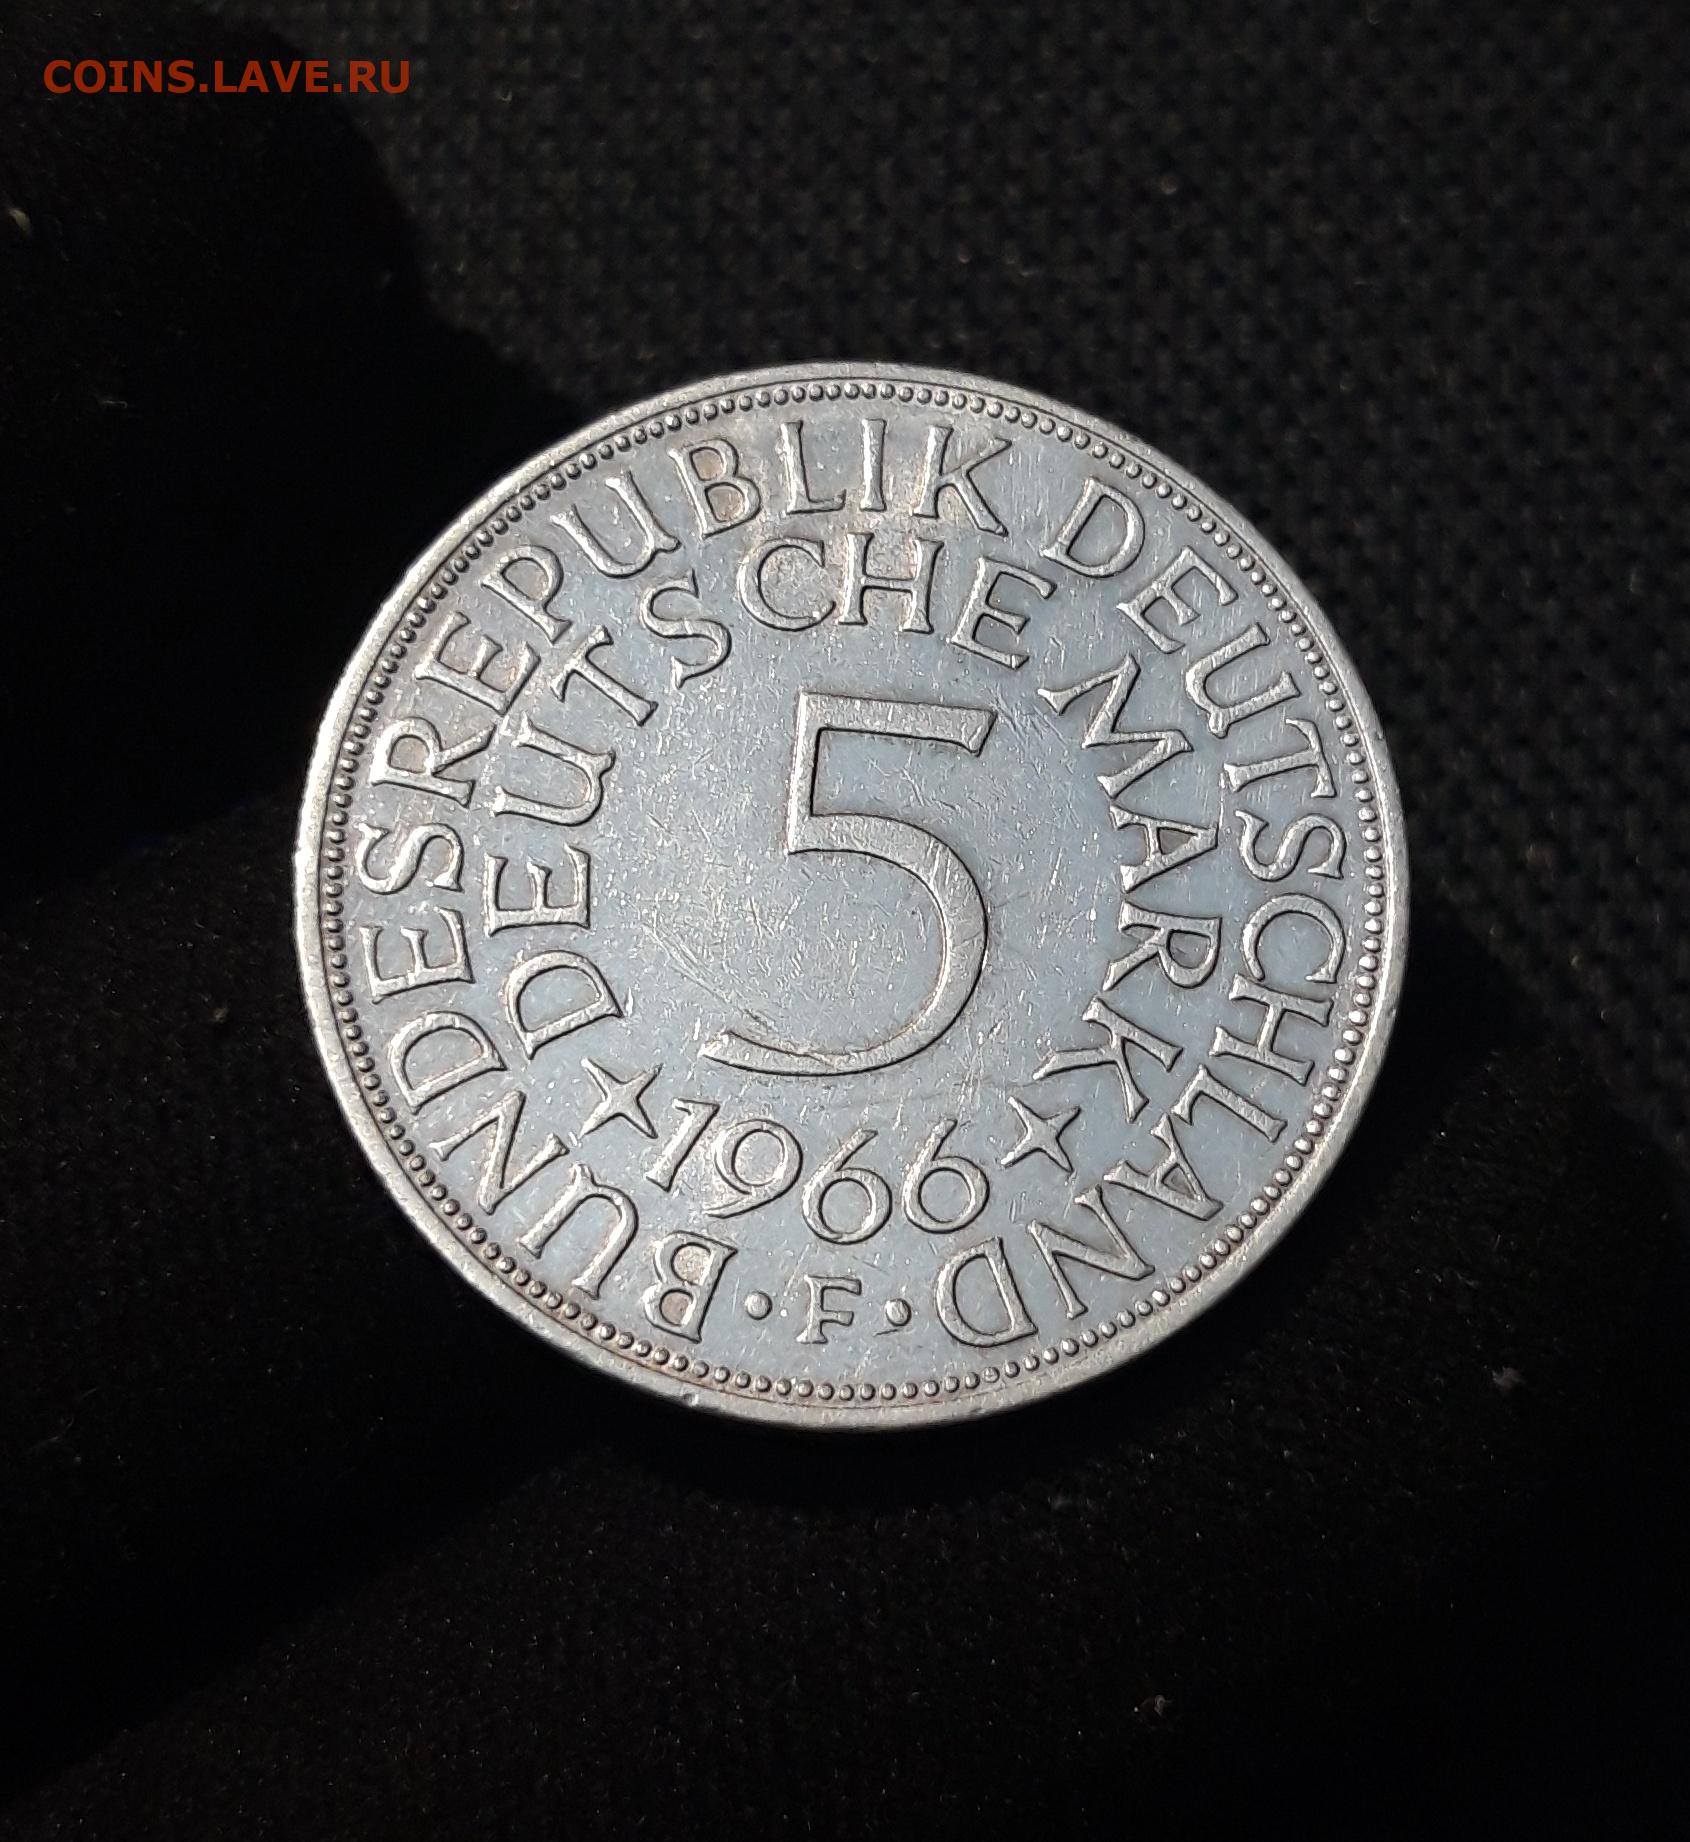 COINS.LAVE.RU
BUNDESREPUBLIK DEUTSCHLAND
DEUTSCHE MARK
5
1966
· F ·